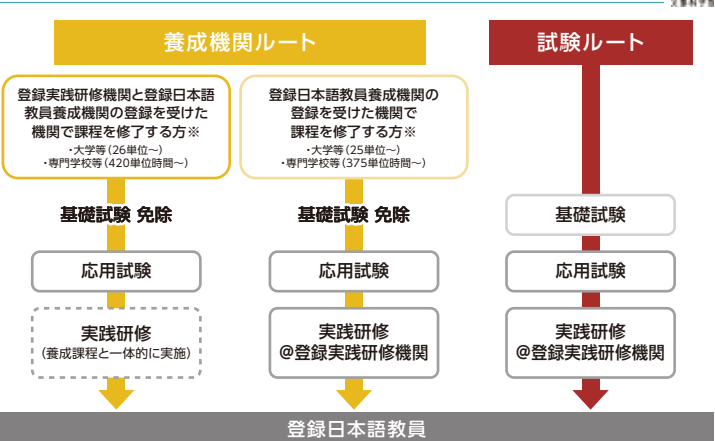 養成機関ルート
試験ルート
登録実践研修機関と登録日本語
教員養成機関の登録を受けた
機関で課程を修了する方※
・大学等(26単位～)
・専門学校等(420単位時間～)
登録日本語教員養成機関の
登録を受けた機関で
課程を修了する方※
・大学等(25単位～)
・専門学校等(375単位時間～)
基礎試験 免除
基礎試験 免除
基礎試験
応用試験
応用試験
応用試験
実践研修
(養成課程と一体的に実施)
実践研修
@登録実践研修機関
実践研修
@登録実践研修機関
登録日本語教員